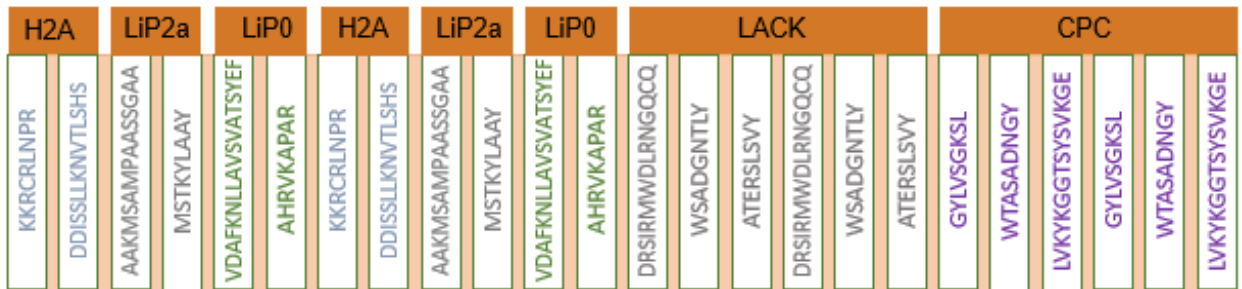 H2A
LiP2a
LiP0
H2A
LiP2a
LiP0
LACK
CPC
KKRCRLNPR
DDISSLLKNVTLSHS
AAKMSAMPAASSGAA
MSTKYLAAY
VDAFKNLLAVSVATSYEF
AHRVKAPAR
KKRCRLNPR
DDISSLLKNVTLSHS
AAKMSAMPAASSGAA
MSTKYLAAY
VDAFKNLLAVSVATSYEF
AHRVKAPAR
DRSIRMWDLRNGQCQ
WSADGNTLY
ATERSLSVY
DRSIRMWDLRNGQCQ
WSADGNTLY
ATERSLSVY
GYLVSGKSL
WTASADNGY
LVKYKGGTSYSVKGE
GYLVSGKSL
WTASADNGY
LVKYKGGTSYSVKGE